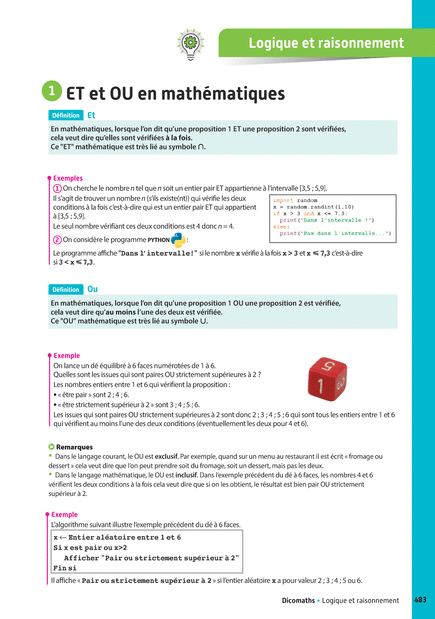 Logique et raisonnement
1 ET et OU en mathématiques
Définition Et
En mathématiques, lorsque l'on dit qu'une proposition 1 ET une proposition 2 sont vérifiées,
cela veut dire qu'elles sont vérifiées à la fois.
Ce "ET" mathématique est très lié au symbole ∩.
Exemples
1 On cherche le nombre n tel que n soit un entier pair ET appartienne à l'intervalle [3,5 ; 5,9].
Il s'agit de trouver un nombre n (s'ils existe(nt)) qui vérifie les deux
conditions à la fois c'est-à-dire qui est un entier pair ET qui appartient
à [3,5 ; 5,9].
Le seul nombre vérifiant ces deux conditions est 4 donc n = 4.
2 On considère le programme PYTHON :
import random
x = random.randint(1.10)
if x > 3 and x <= 7.3:
print("Dans l'intervalle !")
else:
print("Pas dans l'intervalle...")
Le programme affiche "Dans l'intervalle!" si le nombre x vérifie à la fois x > 3 et x ⩽ 7,3 c'est-à-dire
si 3 < x ⩽ 7,3.
Définition Ou
En mathématiques, lorsque l'on dit qu'une proposition 1 OU une proposition 2 est vérifiée,
cela veut dire qu'au moins l'une des deux est vérifiée.
Ce "OU" mathématique est très lié au symbole ∪.
Exemple
On lance un dé équilibré à 6 faces numérotées de 1 à 6.
Quelles sont les issues qui sont paires OU strictement supérieures à 2 ?
Les nombres entiers entre 1 et 6 qui vérifient la proposition :
• « être pair » sont 2 ; 4 ; 6.
• « être strictement supérieur à 2 » sont 3 ; 4 ; 5 ; 6.
Les issues qui sont paires OU strictement supérieures à 2 sont donc 2 ; 3 ; 4 ; 5 ; 6 qui sont tous les entiers entre 1 et 6
qui vérifient au moins l'une des deux conditions (éventuellement les deux pour 4 et 6).
Remarques
• Dans le langage courant, le OU est exclusif. Par exemple, quand sur un menu au restaurant il est écrit « fromage ou
dessert » cela veut dire que l'on peut prendre soit du fromage, soit un dessert, mais pas les deux.
• Dans le langage mathématique, le OU est inclusif. Dans l'exemple précédent du dé à 6 faces, les nombres 4 et 6
vérifient les deux conditions à la fois cela veut dire que si on les obtient, le résultat est bien pair OU strictement
supérieur à 2.
Exemple
L'algorithme suivant illustre l'exemple précédent du dé à 6 faces.
x ← Entier aléatoire entre 1 et 6
Si x est pair ou x>2
Afficher "Pair ou strictement supérieur à 2"
Fin si
Il affiche « Pair ou strictement supérieur à 2 » si l'entier aléatoire x a pour valeur 2 ; 3 ; 4 ; 5 ou 6.
Dicomaths • Logique et raisonnement 483